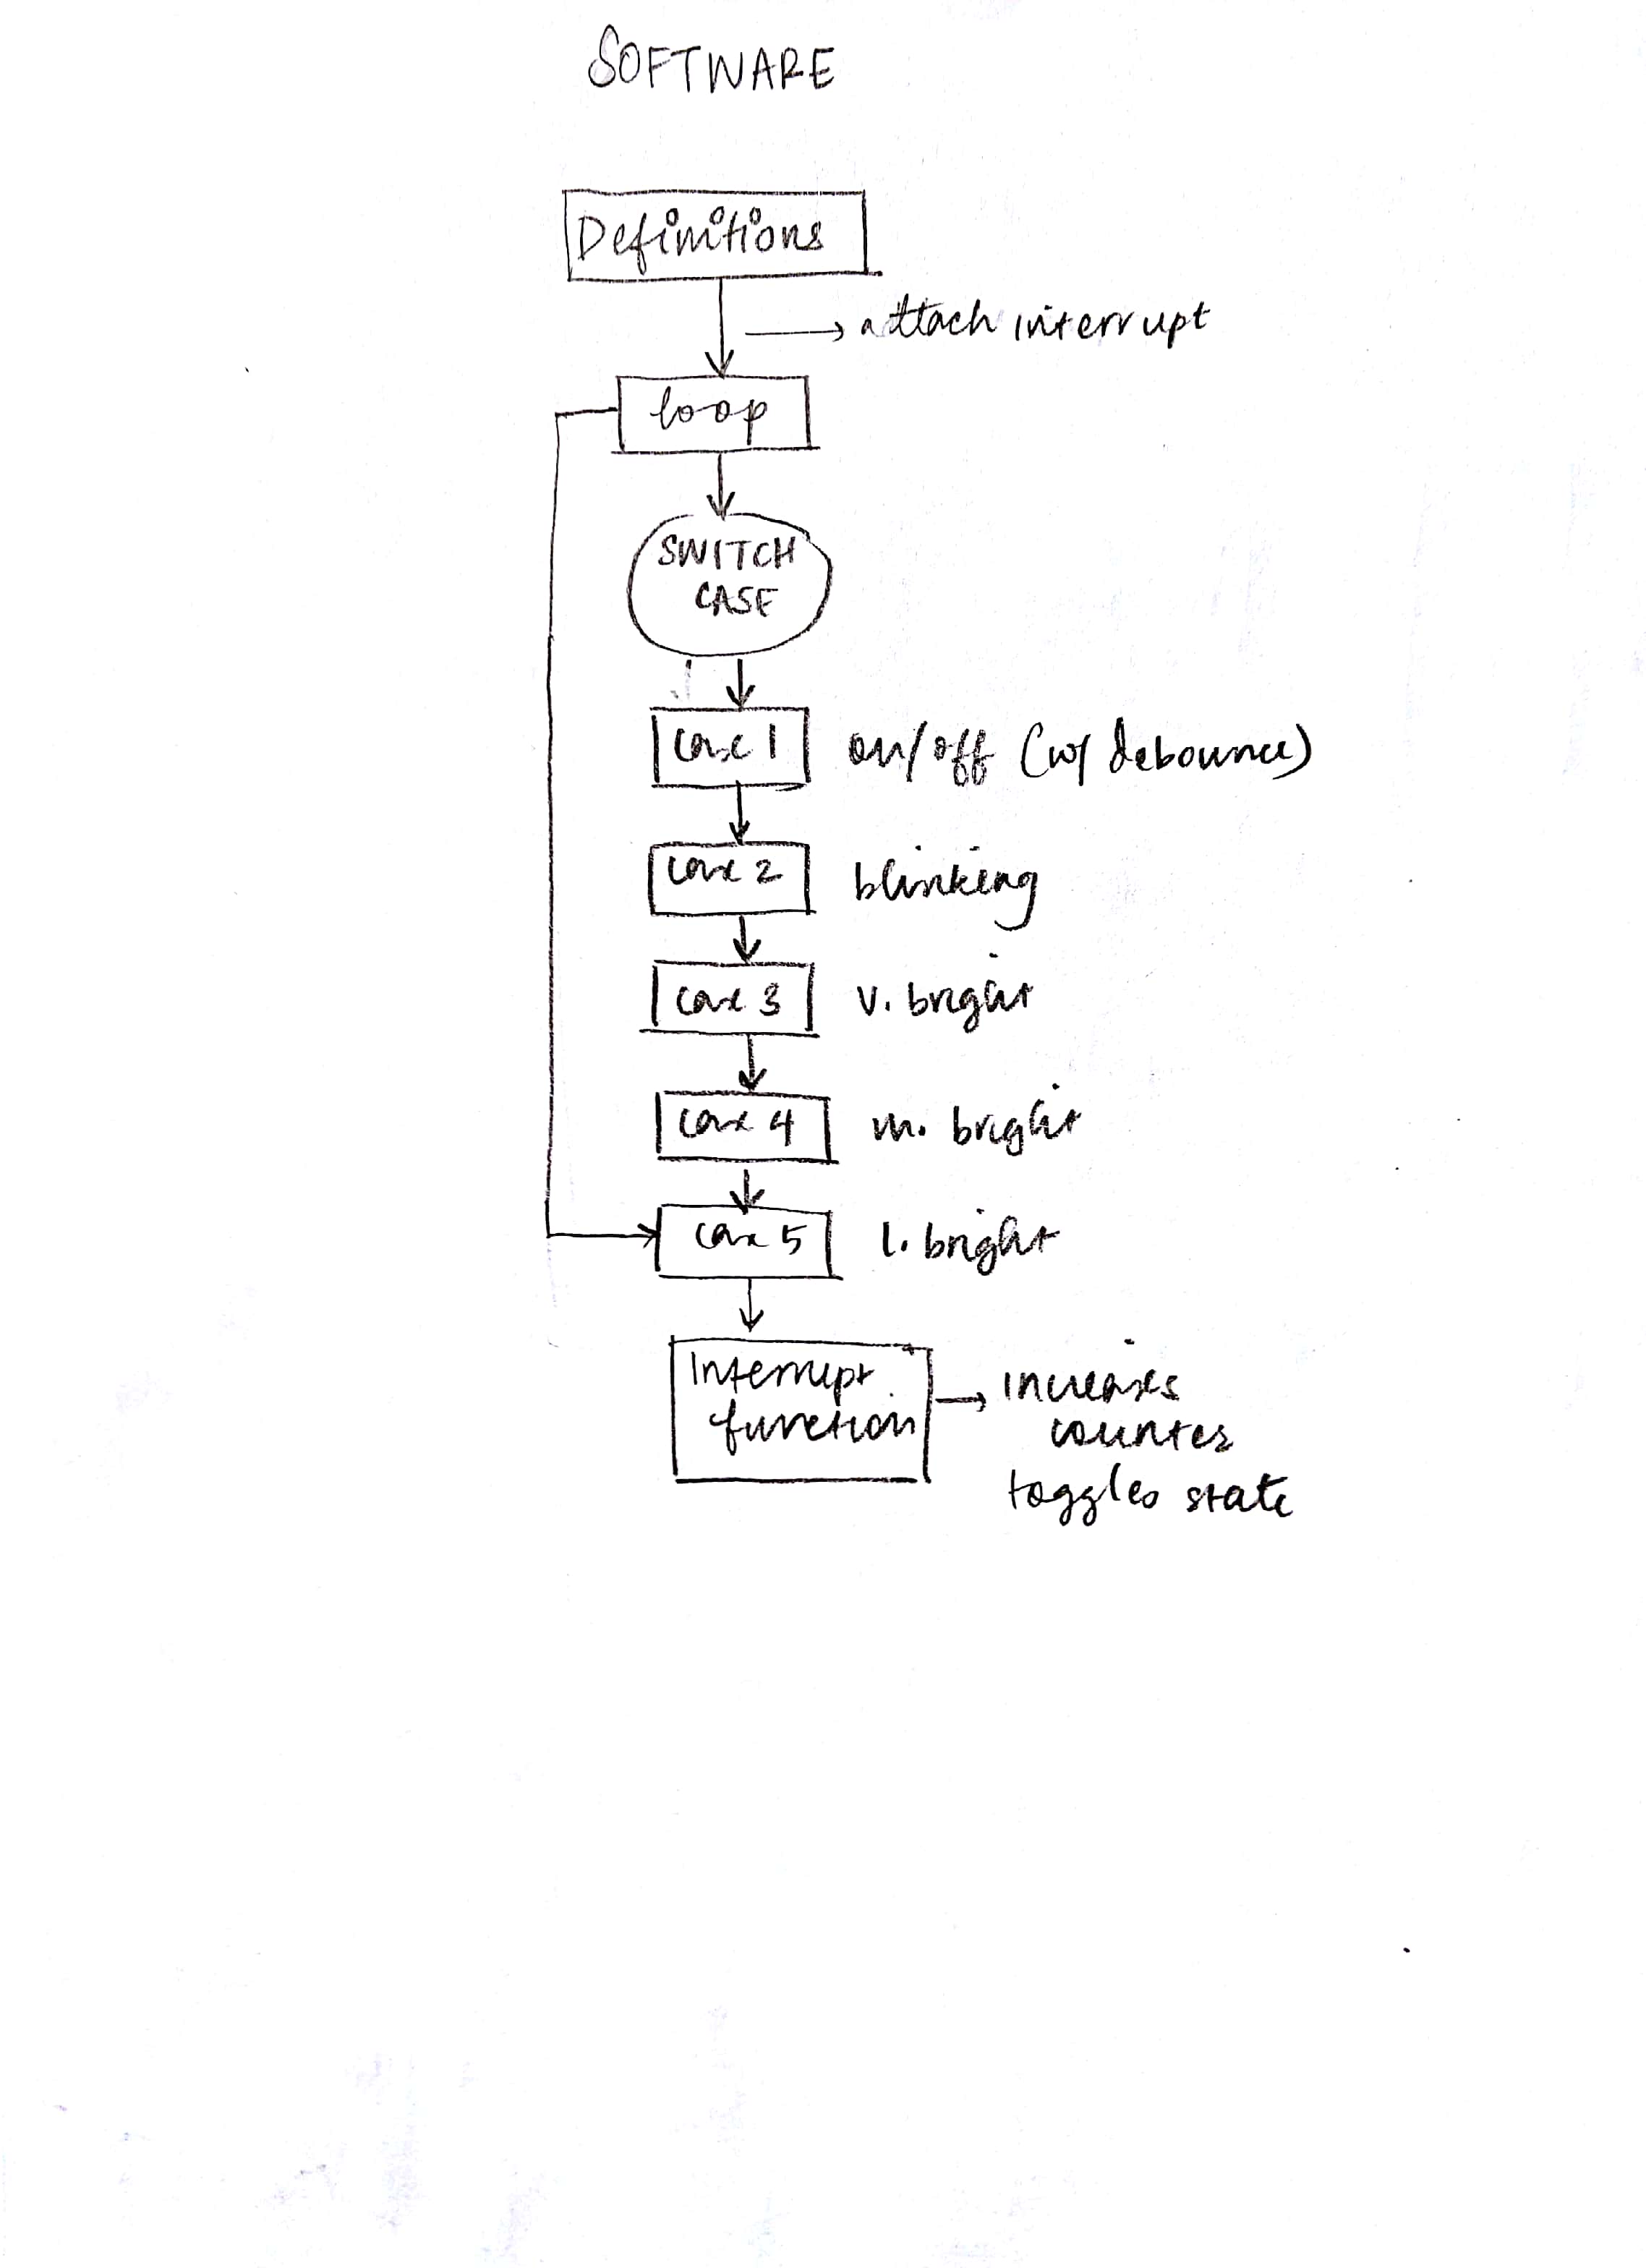 SOFTWARE
Definitions
attach interrupt
loop
SWITCH
CASE
case 1 on/off (w/ debounce)
case 2 blinking
case 3 v. bright
case 4 m. bright
case 5 l. bright
Interrupt
function
increases
counter
toggles state